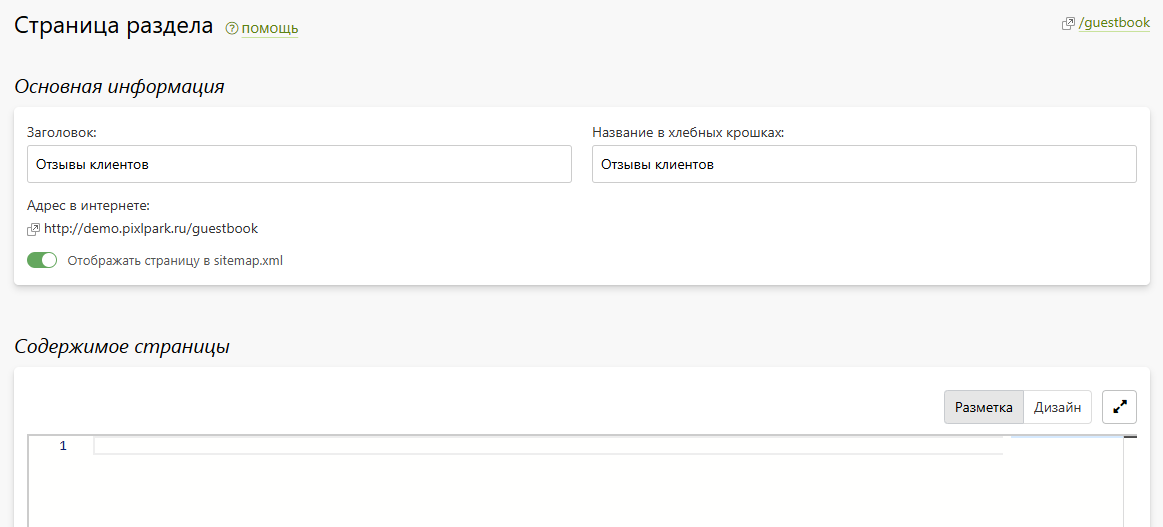 Страница раздела помощь /guestbook
Основная информация
Заголовок: Название в хлебных крошках:
Отзывы клиентов Отзывы клиентов
Адрес в интернете:
http://demo.pixlpark.ru/guestbook
Отображать страницу в sitemap.xml
Содержимое страницы
Разметка Дизайн
1